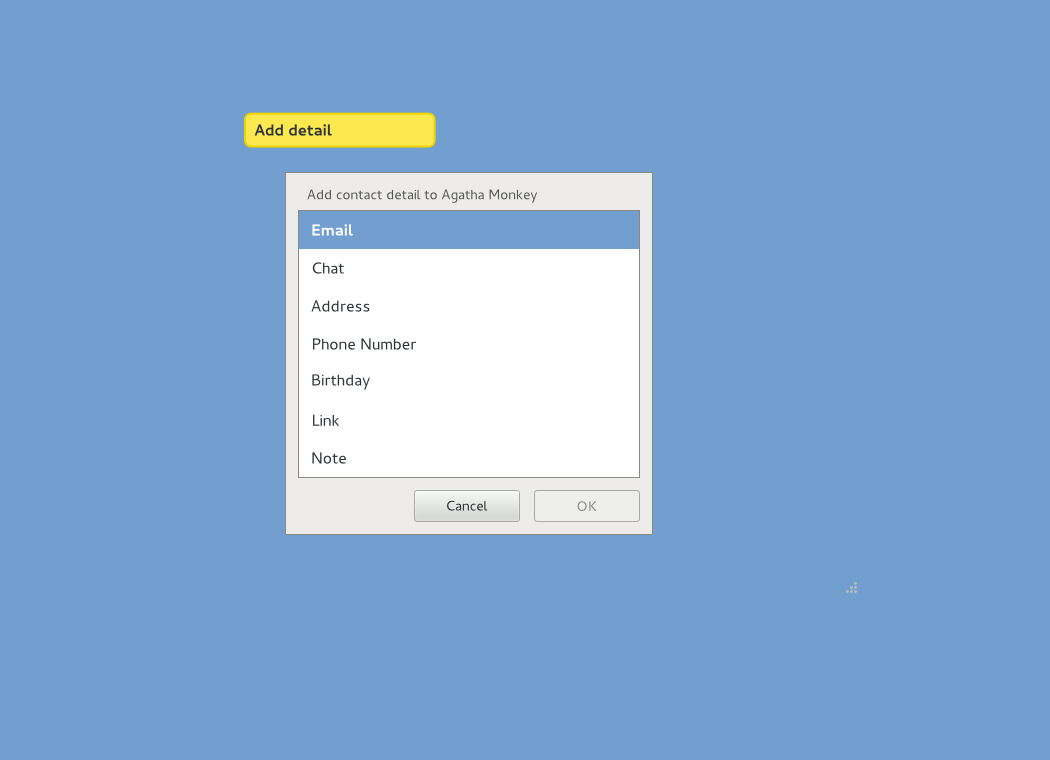 Add detail
Add contact detail to Agatha Monkey
Email
Chat
Address
Phone Number
Birthday
Link
Note
Cancel
OK